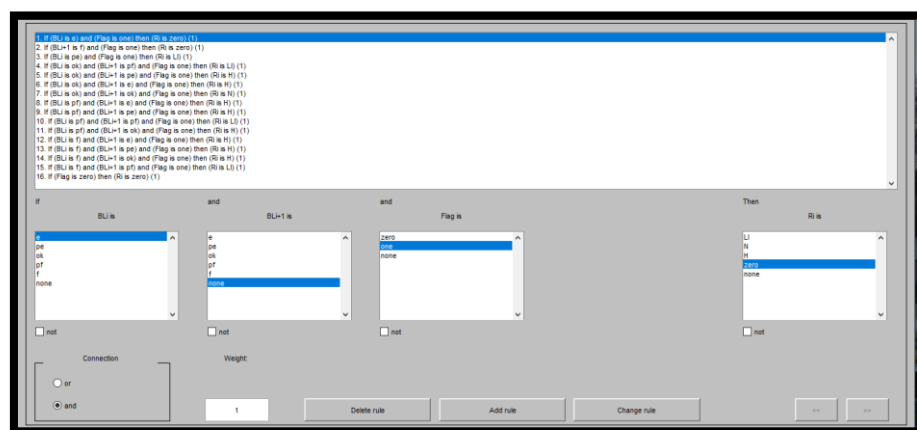 1. If (BLi is e) and (Flag is one) then (Ri is zero) (1)
2. If (BLi+1 is f) and (Flag is one) then (Ri is zero) (1)
3. If (BLi is pe) and (Flag is one) then (Ri is LI) (1)
4. If (BLi is ok) and (BLi+1 is pf) and (Flag is one) then (Ri is LI) (1)
5. If (BLi is ok) and (BLi+1 is pe) and (Flag is one) then (Ri is H) (1)
6. If (BLi is ok) and (BLi+1 is e) and (Flag is one) then (Ri is H) (1)
7. If (BLi is ok) and (BLi+1 is ok) and (Flag is one) then (Ri is N) (1)
8. If (BLi is pf) and (BLi+1 is e) and (Flag is one) then (Ri is H) (1)
9. If (BLi is pf) and (BLi+1 is pe) and (Flag is one) then (Ri is H) (1)
10. If (BLi is pf) and (BLi+1 is pf) and (Flag is one) then (Ri is LI) (1)
11. If (BLi is pf) and (BLi+1 is ok) and (Flag is one) then (Ri is H) (1)
12. If (BLi is f) and (BLi+1 is e) and (Flag is one) then (Ri is H) (1)
13. If (BLi is f) and (BLi+1 is pe) and (Flag is one) then (Ri is H) (1)
14. If (BLi is f) and (BLi+1 is ok) and (Flag is one) then (Ri is H) (1)
15. If (BLi is f) and (BLi+1 is pf) and (Flag is one) then (Ri is LI) (1)
16. If (Flag is zero) then (Ri is zero) (1)
If and and Then
BLi is BLi+1 is Flag is Ri is
e e zero LI
pe pe one N
ok ok none H
pf pf zero
f f none
none none
not not not not
Connection Weight:
or
and 1 Delete rule Add rule Change rule << >>